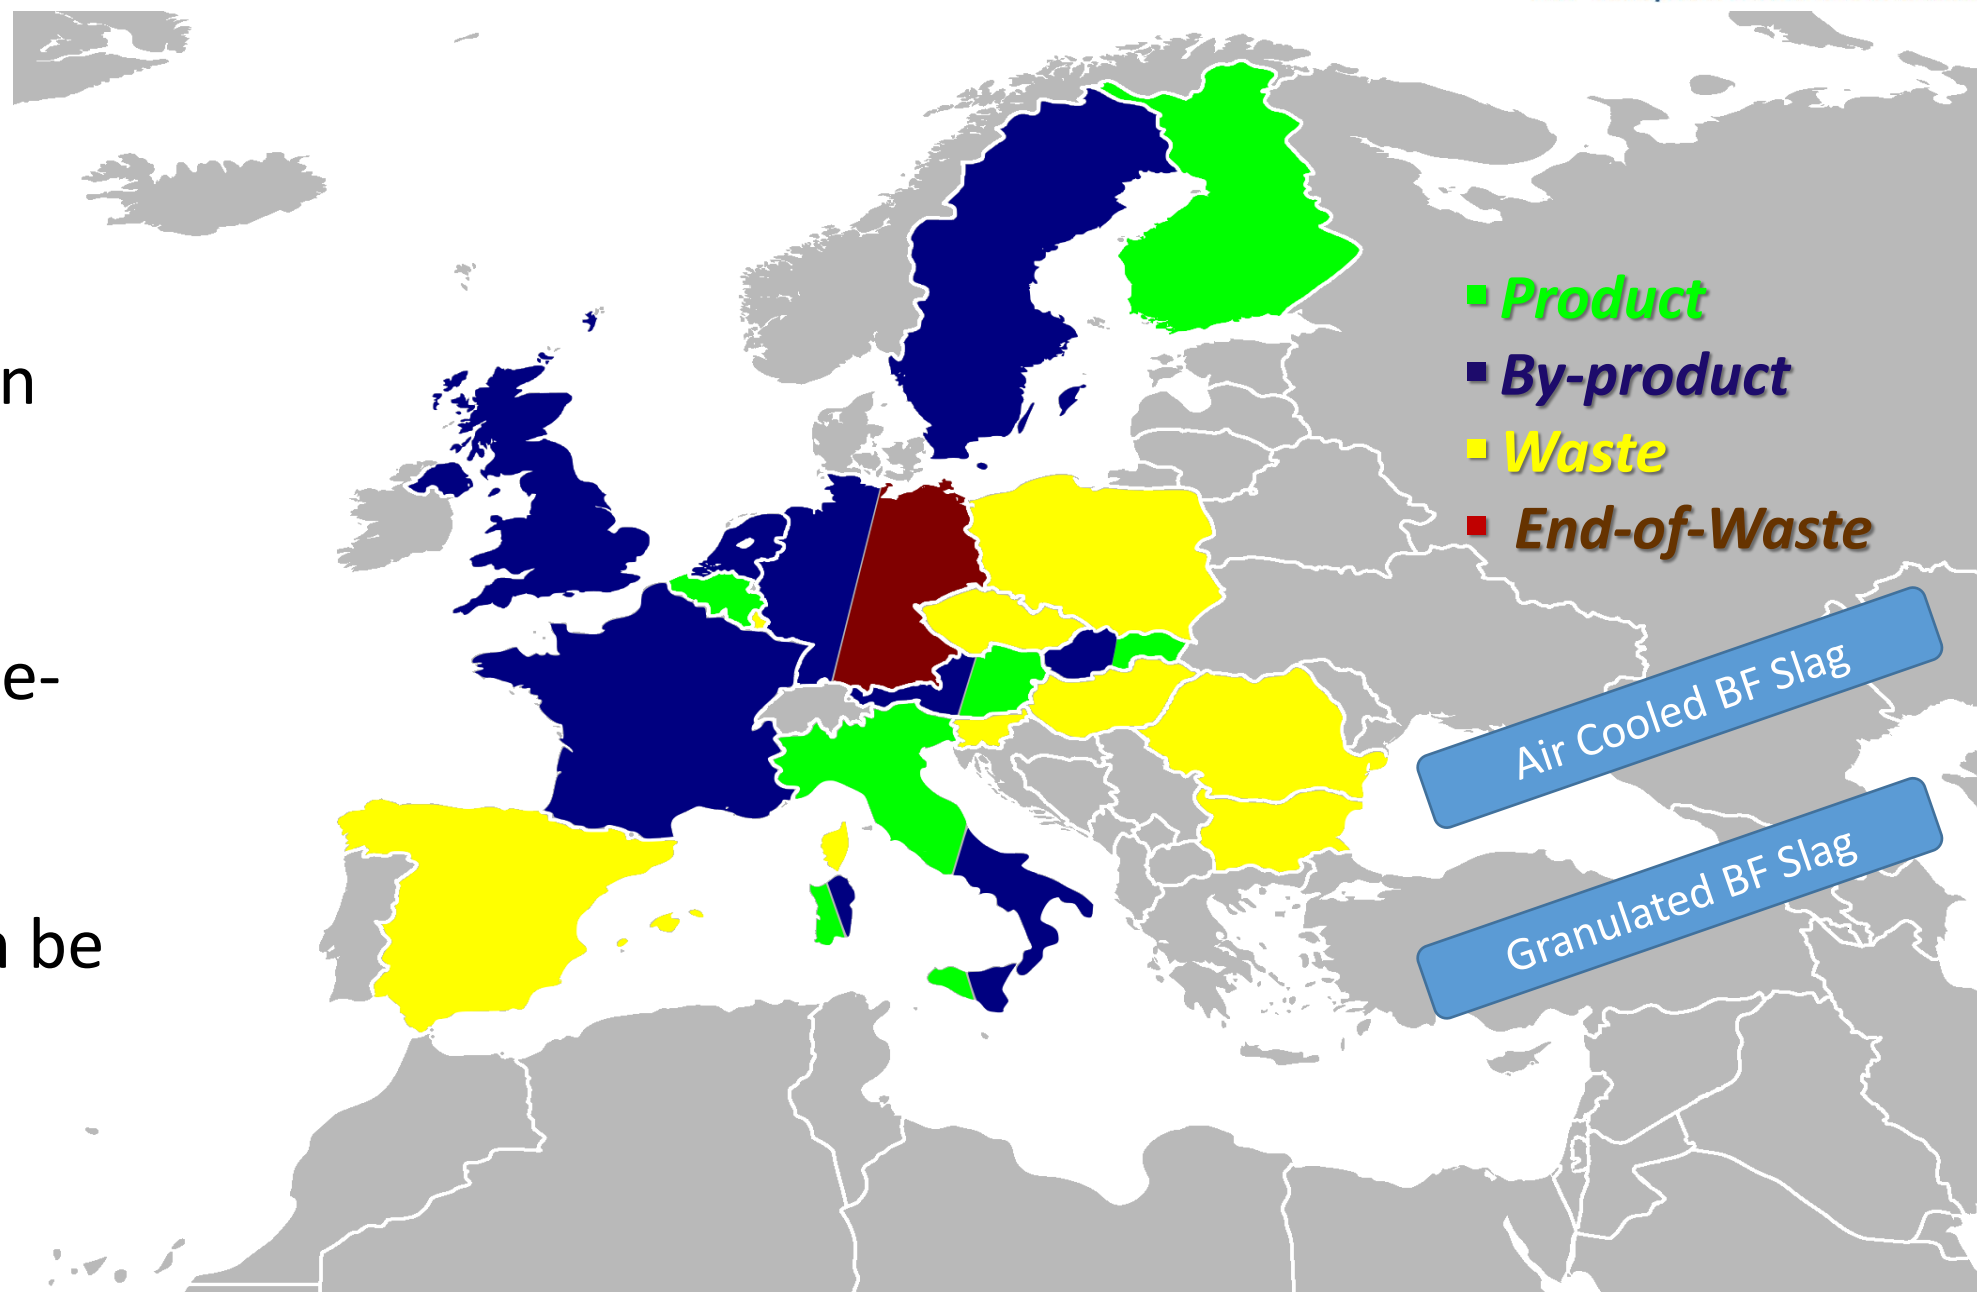 n
e-
be
Product
By-product
Waste
End-of-Waste
Air Cooled BF Slag
Granulated BF Slag